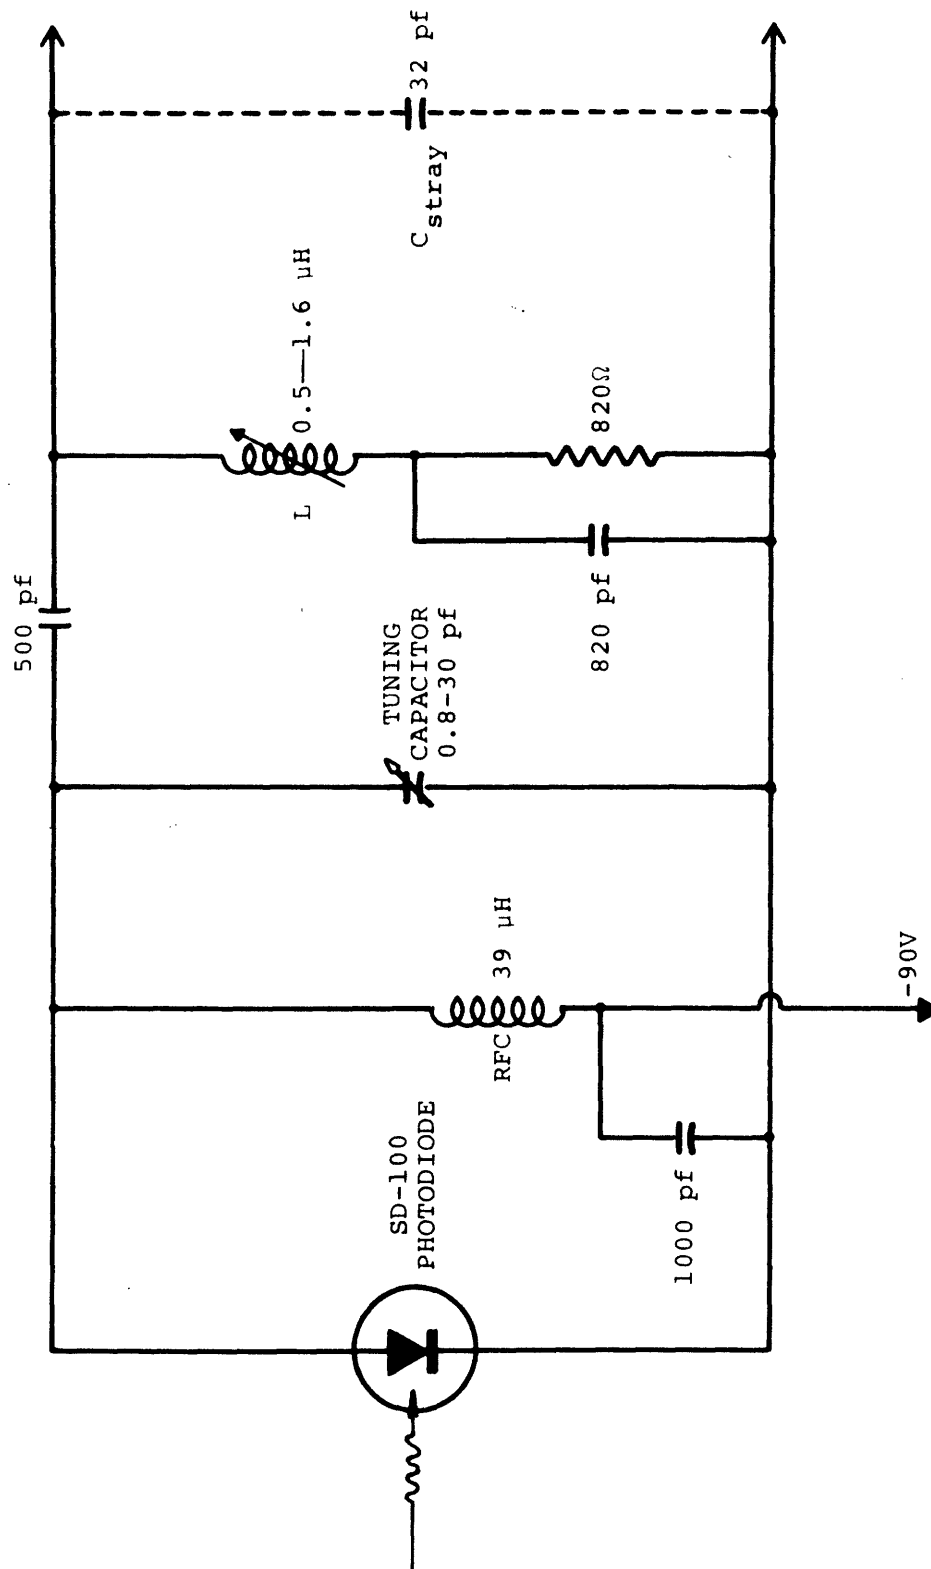 SD-100
PHOTODIODE
1000 pf
RFC 39 µH
-90V
TUNING
CAPACITOR
0.8-30 pf
500 pf
820 pf
L 0.5—1.6 µH
820Ω
Cstray 32 pf